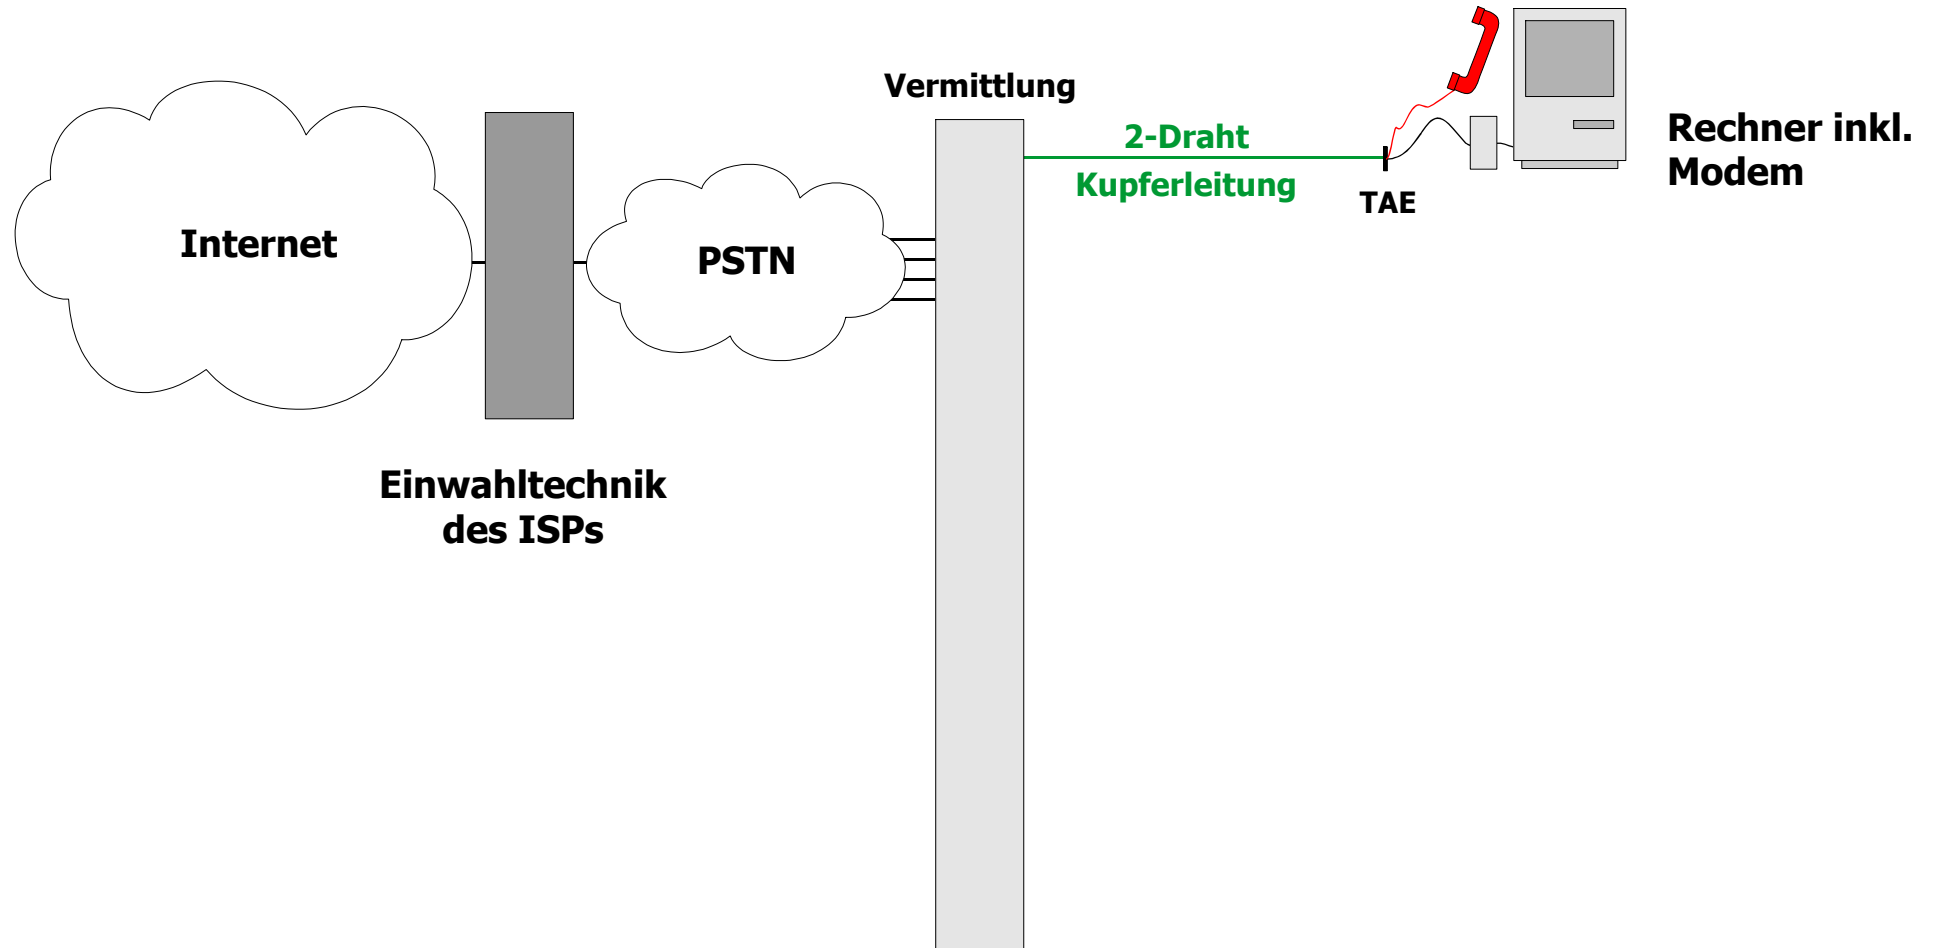 Vermittlung
2-Draht
Kupferleitung
TAE
Rechner inkl.
Modem
Internet
PSTN
Einwahltechnik
des ISPs